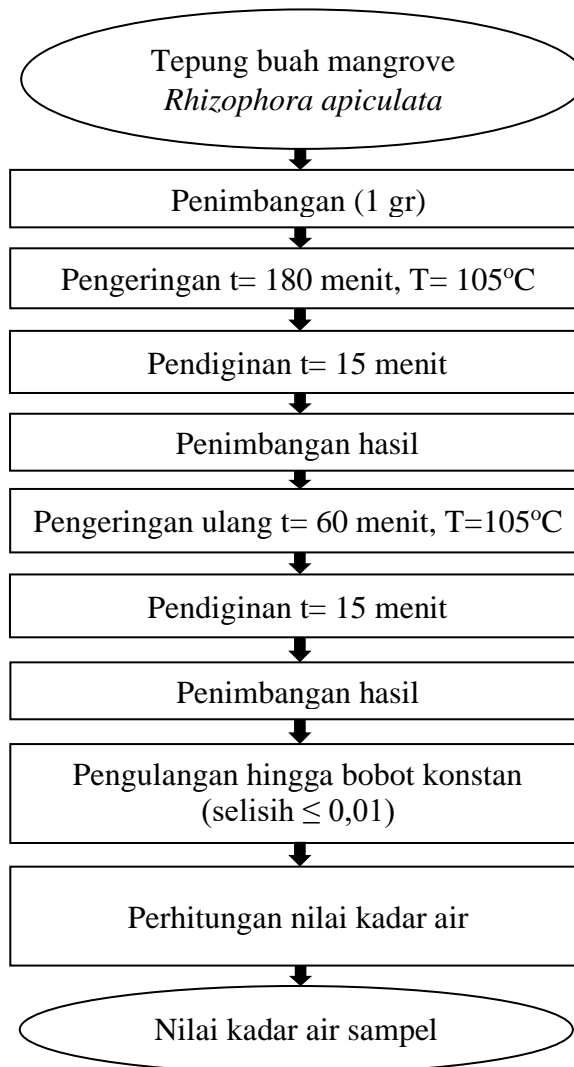 Tepung buah mangrove
Rhizophora apiculata
Penimbangan (1 gr)
Pengeringan t= 180 menit, T= 105°C
Pendiginan t= 15 menit
Penimbangan hasil
Pengeringan ulang t= 60 menit, T=105°C
Pendiginan t= 15 menit
Penimbangan hasil
Pengulangan hingga bobot konstan
(selisih ≤ 0,01)
Perhitungan nilai kadar air
Nilai kadar air sampel